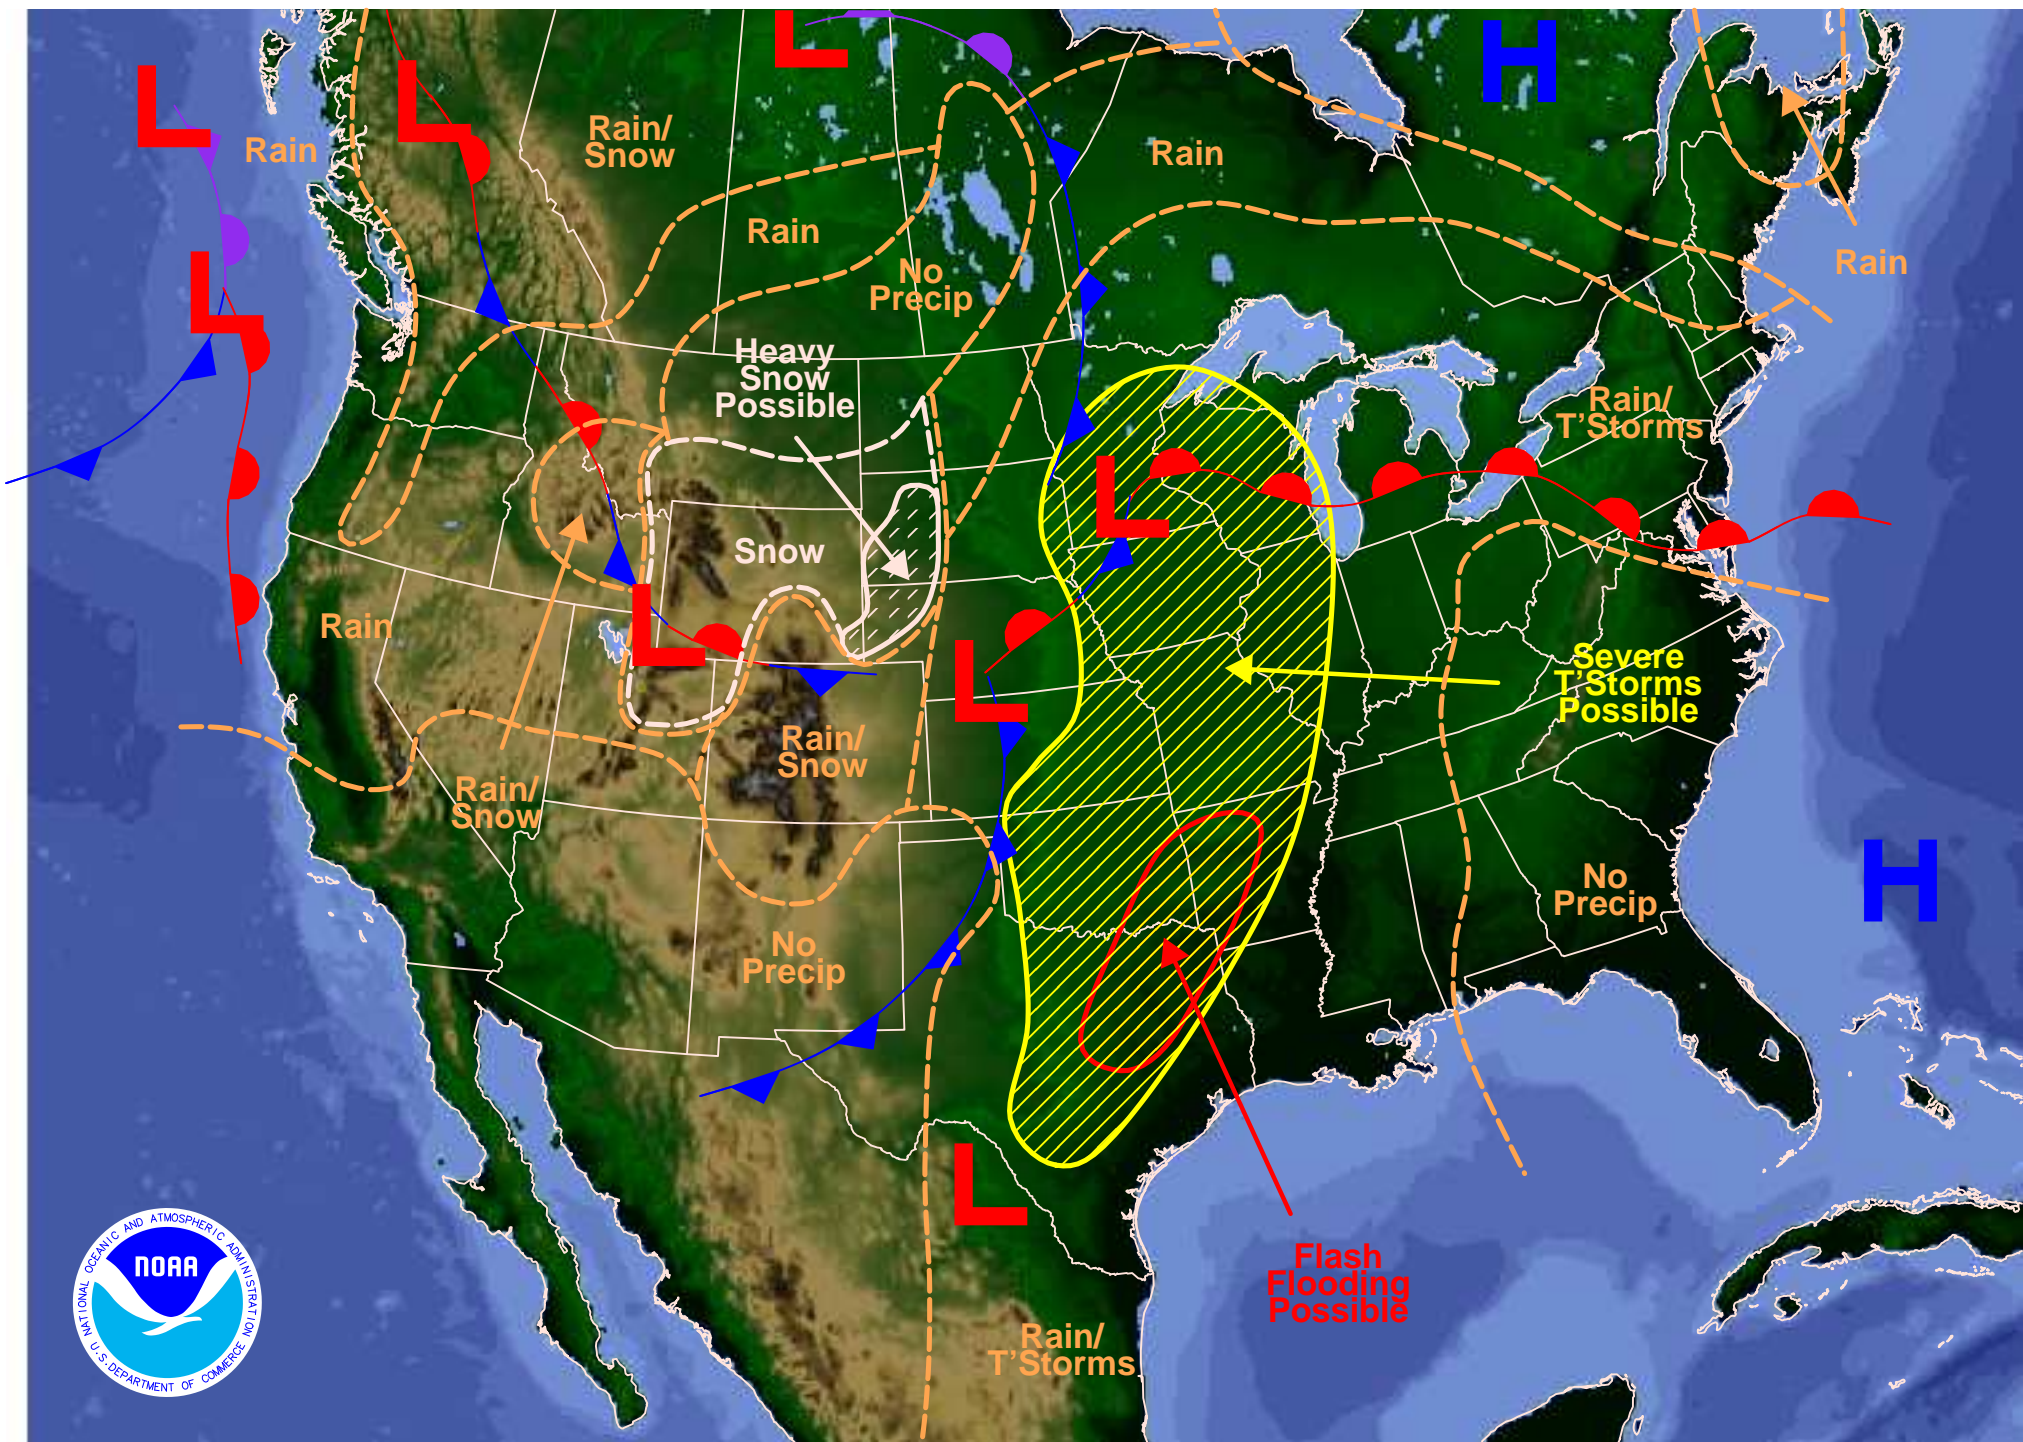 L
H
L
L
Rain/
Snow
Rain
Rain
Rain
L
No
Precip
Rain
Heavy
Snow
Possible
Rain/
T'Storms
L
Snow
L
Rain
L
Severe
T'Storms
Possible
Rain/
Snow
Rain/
Snow
No
Precip
H
No
Precip
L
NATIONAL OCEANIC AND ATMOSPHERIC ADMINISTRATION
NOAA
U.S. DEPARTMENT OF COMMERCE
Flash
Flooding
Possible
Rain/
T'Storms